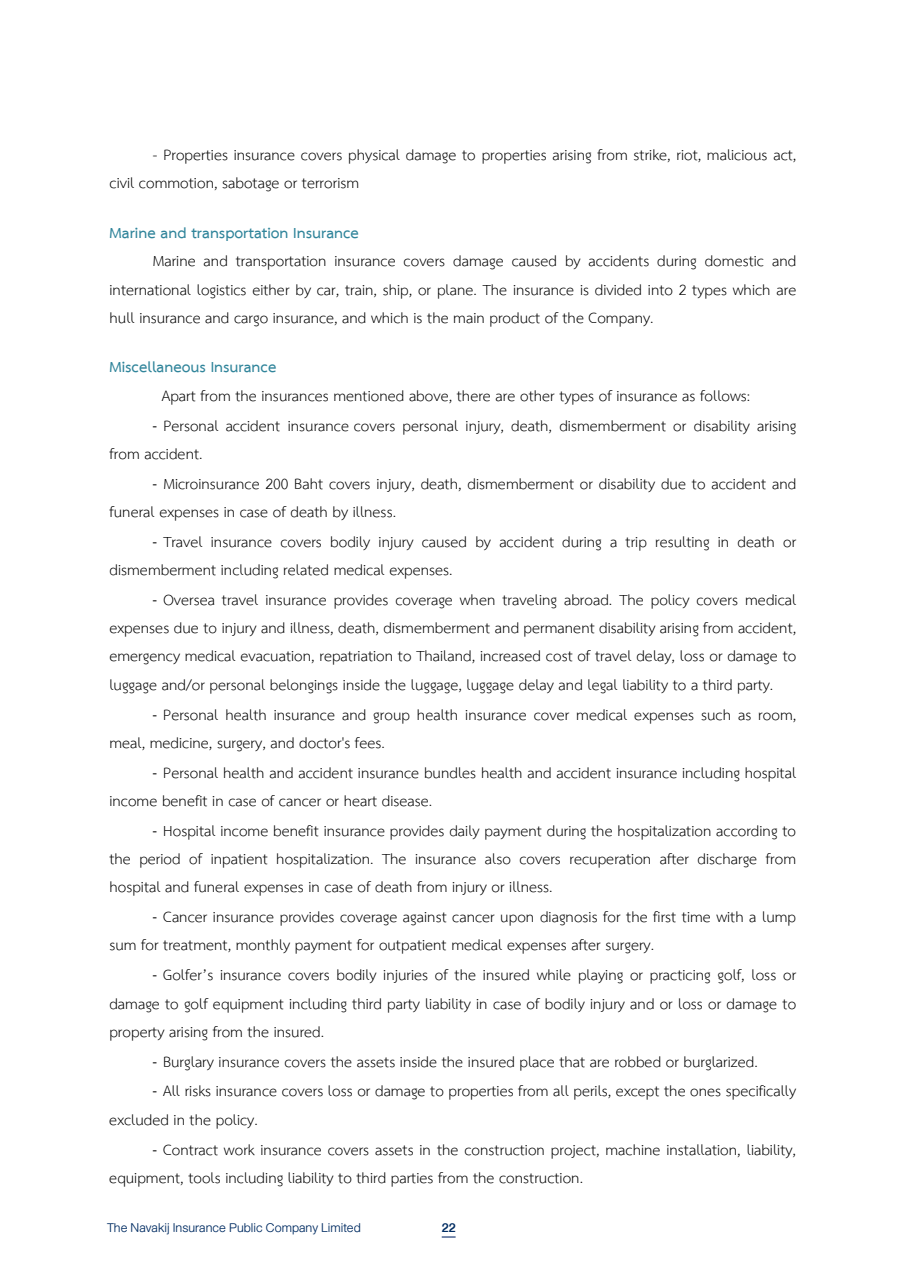 - Properties insurance covers physical damage to properties arising from strike, riot, malicious act,
civil commotion, sabotage or terrorism
Marine and transportation Insurance
Marine and transportation insurance covers damage caused by accidents during domestic and
international logistics either by car, train, ship, or plane. The insurance is divided into 2 types which are
hull insurance and cargo insurance, and which is the main product of the Company.
Miscellaneous Insurance
Apart from the insurances mentioned above, there are other types of insurance as follows:
- Personal accident insurance covers personal injury, death, dismemberment or disability arising
from accident.
- Microinsurance 200 Baht covers injury, death, dismemberment or disability due to accident and
funeral expenses in case of death by illness.
- Travel insurance covers bodily injury caused by accident during a trip resulting in death or
dismemberment including related medical expenses.
- Oversea travel insurance provides coverage when traveling abroad. The policy covers medical
expenses due to injury and illness, death, dismemberment and permanent disability arising from accident,
emergency medical evacuation, repatriation to Thailand, increased cost of travel delay, loss or damage to
luggage and/or personal belongings inside the luggage, luggage delay and legal liability to a third party.
- Personal health insurance and group health insurance cover medical expenses such as room,
meal, medicine, surgery, and doctor's fees.
- Personal health and accident insurance bundles health and accident insurance including hospital
income benefit in case of cancer or heart disease.
- Hospital income benefit insurance provides daily payment during the hospitalization according to
the period of inpatient hospitalization. The insurance also covers recuperation after discharge from
hospital and funeral expenses in case of death from injury or illness.
- Cancer insurance provides coverage against cancer upon diagnosis for the first time with a lump
sum for treatment, monthly payment for outpatient medical expenses after surgery.
- Golfer’s insurance covers bodily injuries of the insured while playing or practicing golf, loss or
damage to golf equipment including third party liability in case of bodily injury and or loss or damage to
property arising from the insured.
- Burglary insurance covers the assets inside the insured place that are robbed or burglarized.
- All risks insurance covers loss or damage to properties from all perils, except the ones specifically
excluded in the policy.
- Contract work insurance covers assets in the construction project, machine installation, liability,
equipment, tools including liability to third parties from the construction.
The Navakij Insurance Public Company Limited 22